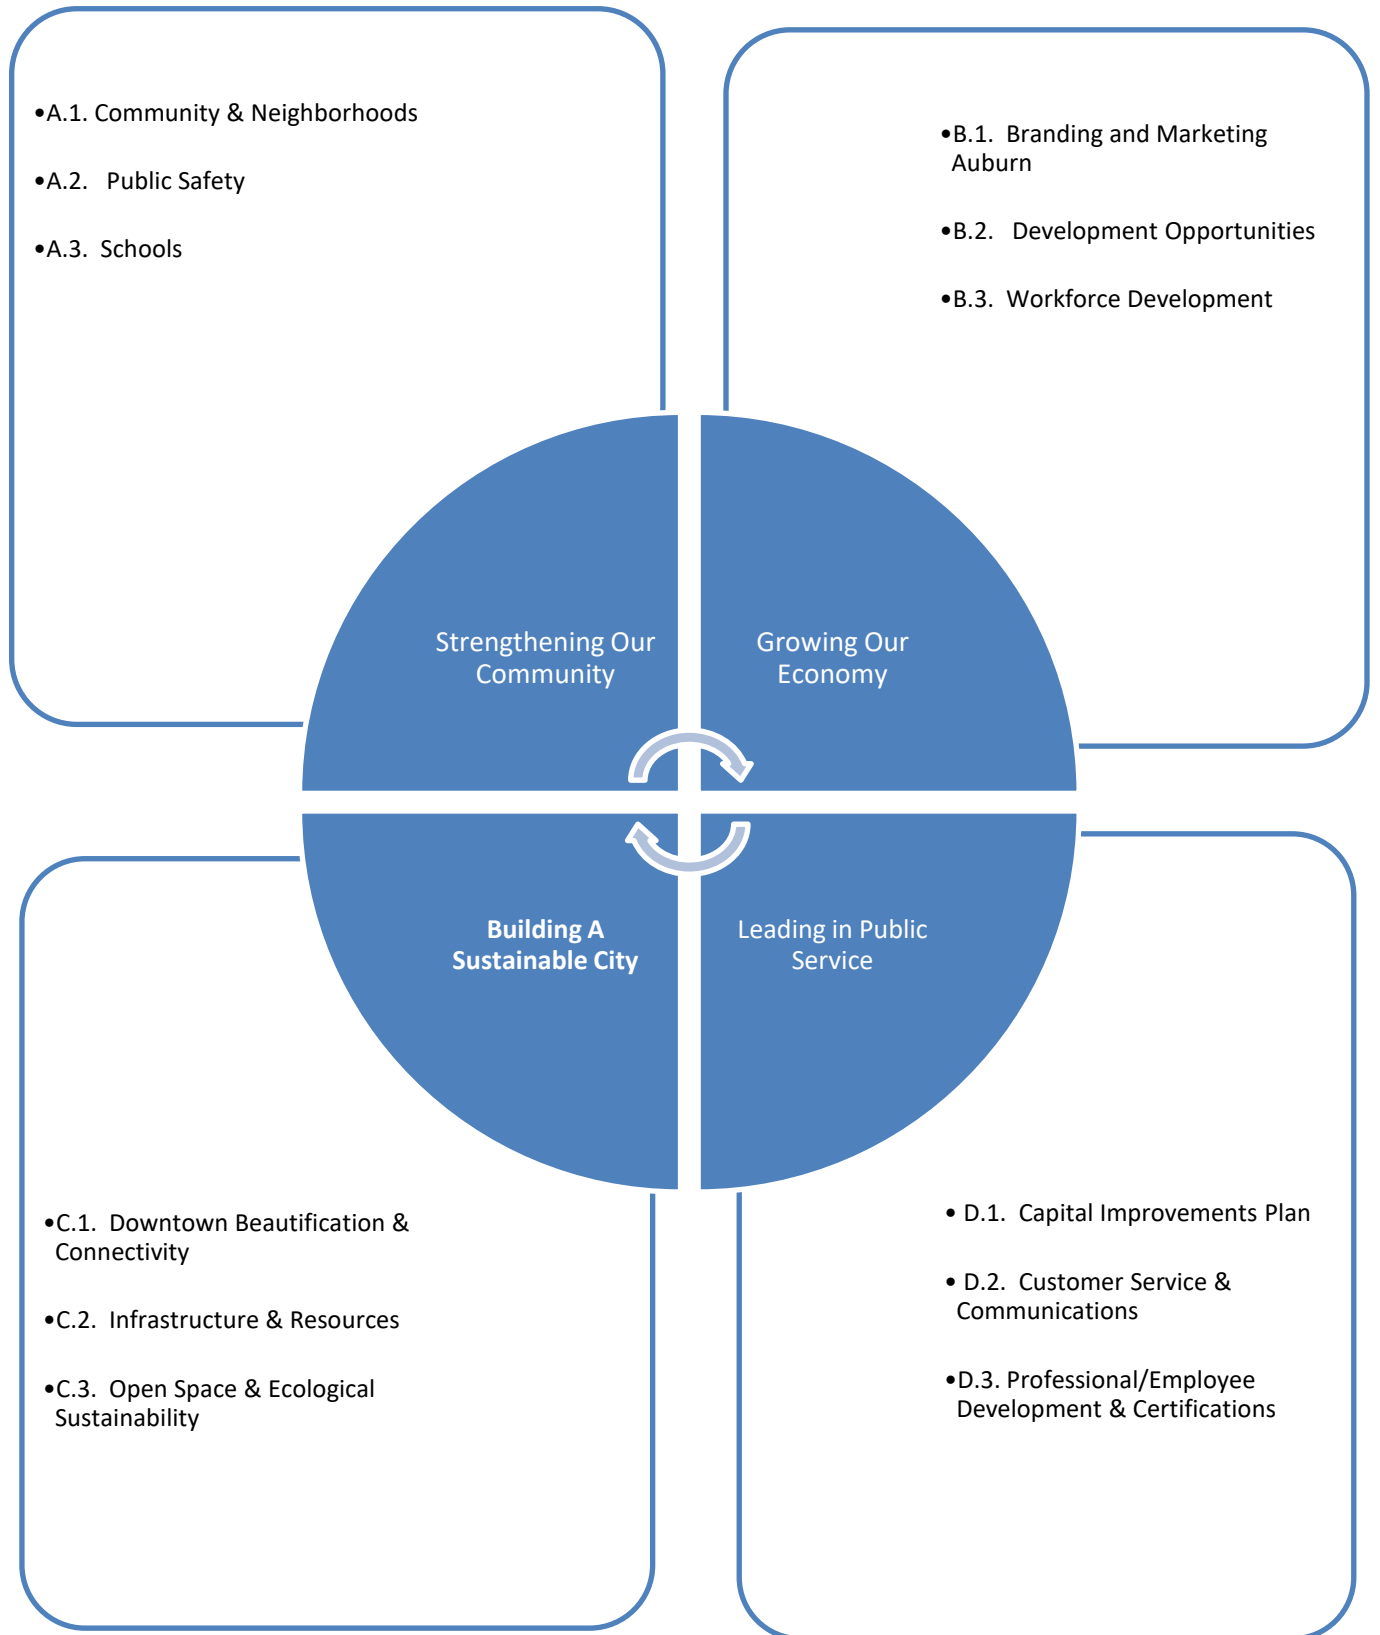 •A.1. Community & Neighborhoods
•A.2. Public Safety
•A.3. Schools
•B.1. Branding and Marketing
Auburn
•B.2. Development Opportunities
•B.3. Workforce Development
Strengthening Our
Community
Growing Our
Economy
Building A
Sustainable City
Leading in Public
Service
•C.1. Downtown Beautification &
Connectivity
•C.2. Infrastructure & Resources
•C.3. Open Space & Ecological
Sustainability
• D.1. Capital Improvements Plan
• D.2. Customer Service &
Communications
•D.3. Professional/Employee
Development & Certifications